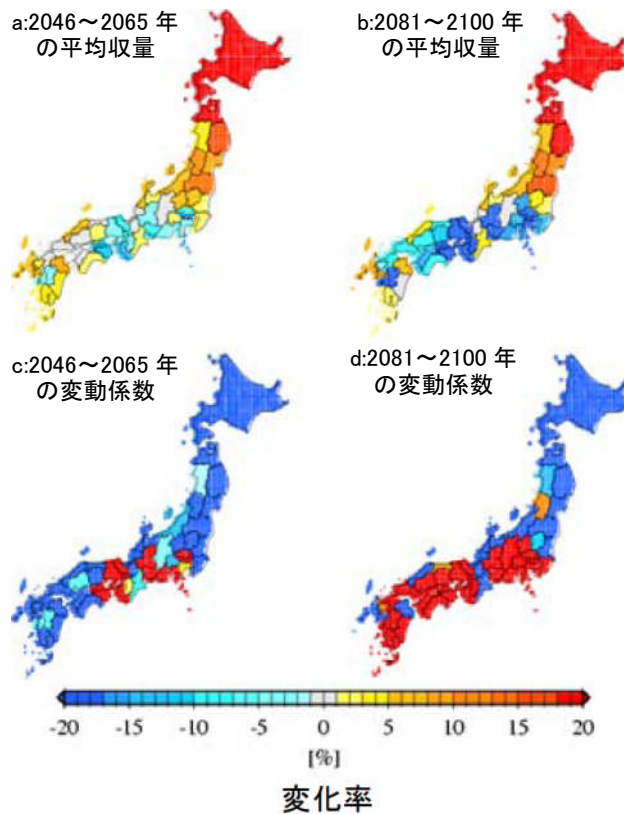 a:2046～2065 年
の平均収量
b:2081～2100 年
の平均収量
c:2046～2065 年
の変動係数
d:2081～2100 年
の変動係数
-20 -15 -10 -5 0 5 10 15 20
[%]
変化率